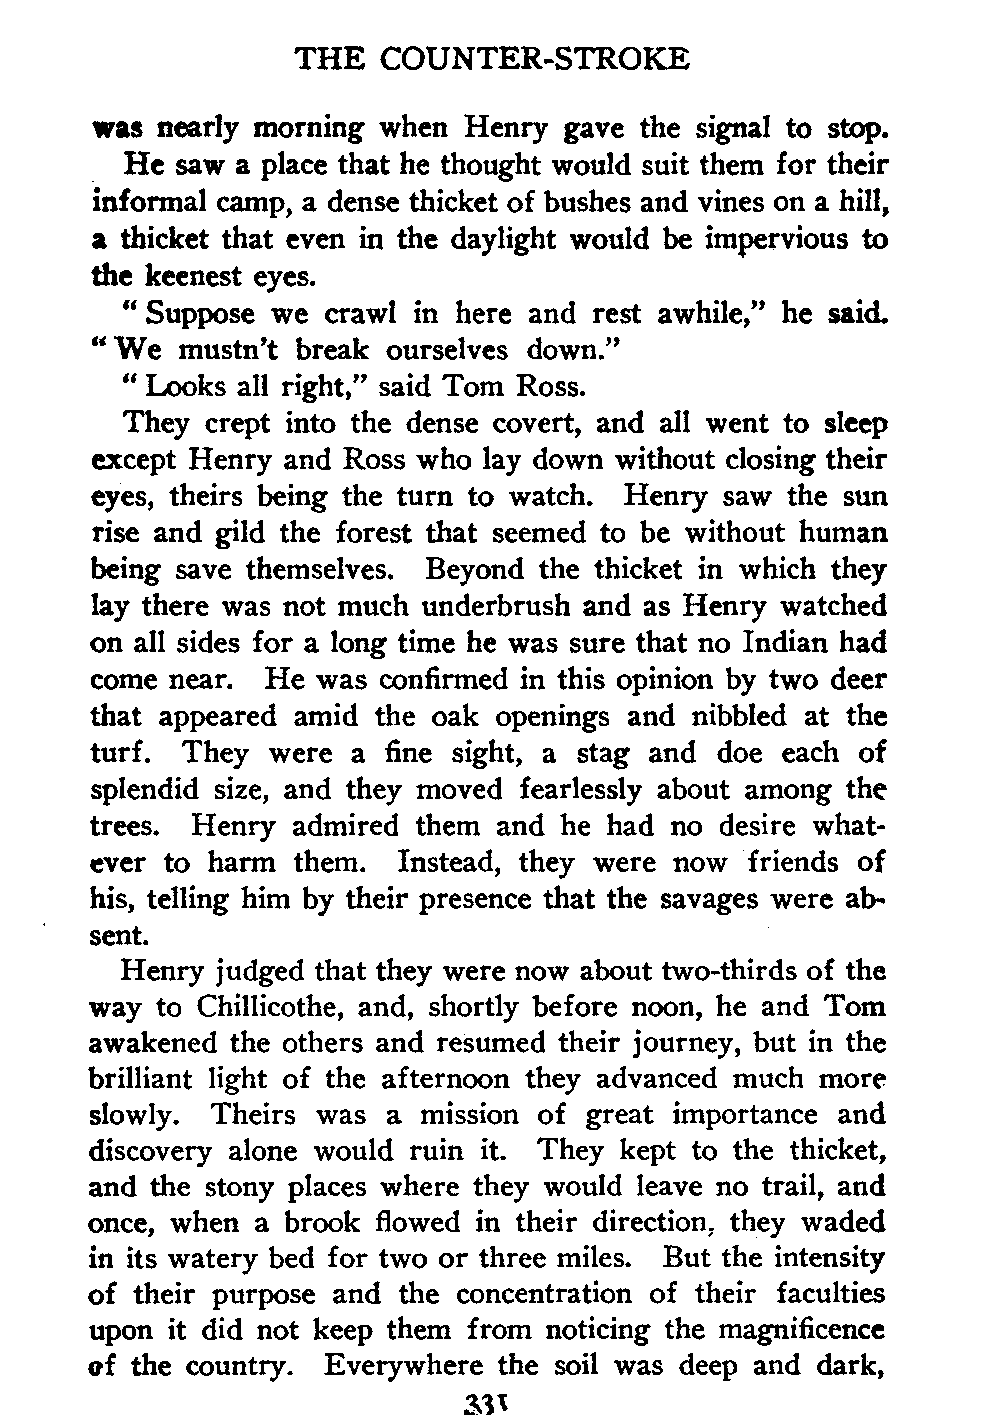 THE COUNTER-STROKE
was nearly morning when Henry gave the signal to stop.
He saw a place that he thought would suit them for their
informal camp, a dense thicket of bushes and vines on a hill,
a thicket that even in the daylight would be impervious to
the keenest eyes.
" Suppose we crawl in here and rest awhile," he said.
" We mustn't break ourselves down."
" Looks all right," said Tom Ross.
They crept into the dense covert, and all went to sleep
except Henry and Ross who lay down without closing their
eyes, theirs being the turn to watch. Henry saw the sun
rise and gild the forest that seemed to be without human
being save themselves. Beyond the thicket in which they
lay there was not much underbrush and as Henry watched
on all sides for a long time he was sure that no Indian had
come near. He was confirmed in this opinion by two deer
that appeared amid the oak openings and nibbled at the
turf. They were a fine sight, a stag and doe each of
splendid size, and they moved fearlessly about among the
trees. Henry admired them and he had no desire what-
ever to harm them. Instead, they were now friends of
his, telling him by their presence that the savages were ab-
sent.
Henry judged that they were now about two-thirds of the
way to Chillicothe, and, shortly before noon, he and Tom
awakened the others and resumed their journey, but in the
brilliant light of the afternoon they advanced much more
slowly. Theirs was a mission of great importance and
discovery alone would ruin it. They kept to the thicket,
and the stony places where they would leave no trail, and
once, when a brook flowed in their direction, they waded
in its watery bed for two or three miles. But the intensity
of their purpose and the concentration of their faculties
upon it did not keep them from noticing the magnificence
of the country. Everywhere the soil was deep and dark,
331